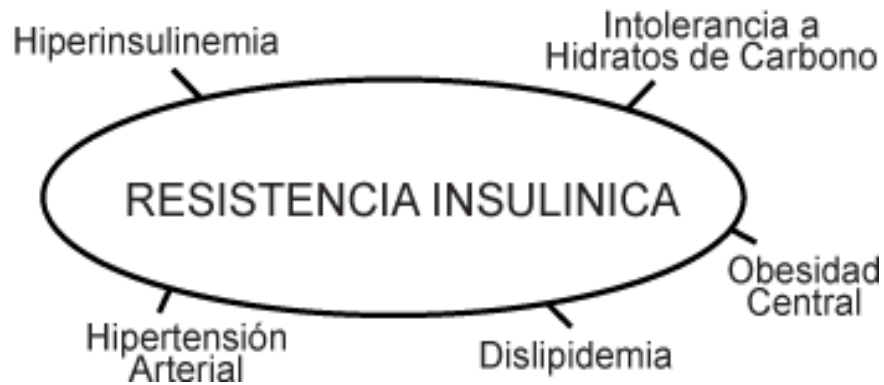 Hiperinsulinemia
Intolerancia a
Hidratos de Carbono
RESISTENCIA INSULINICA
Obesidad
Central
Hipertensión
Arterial
Dislipidemia